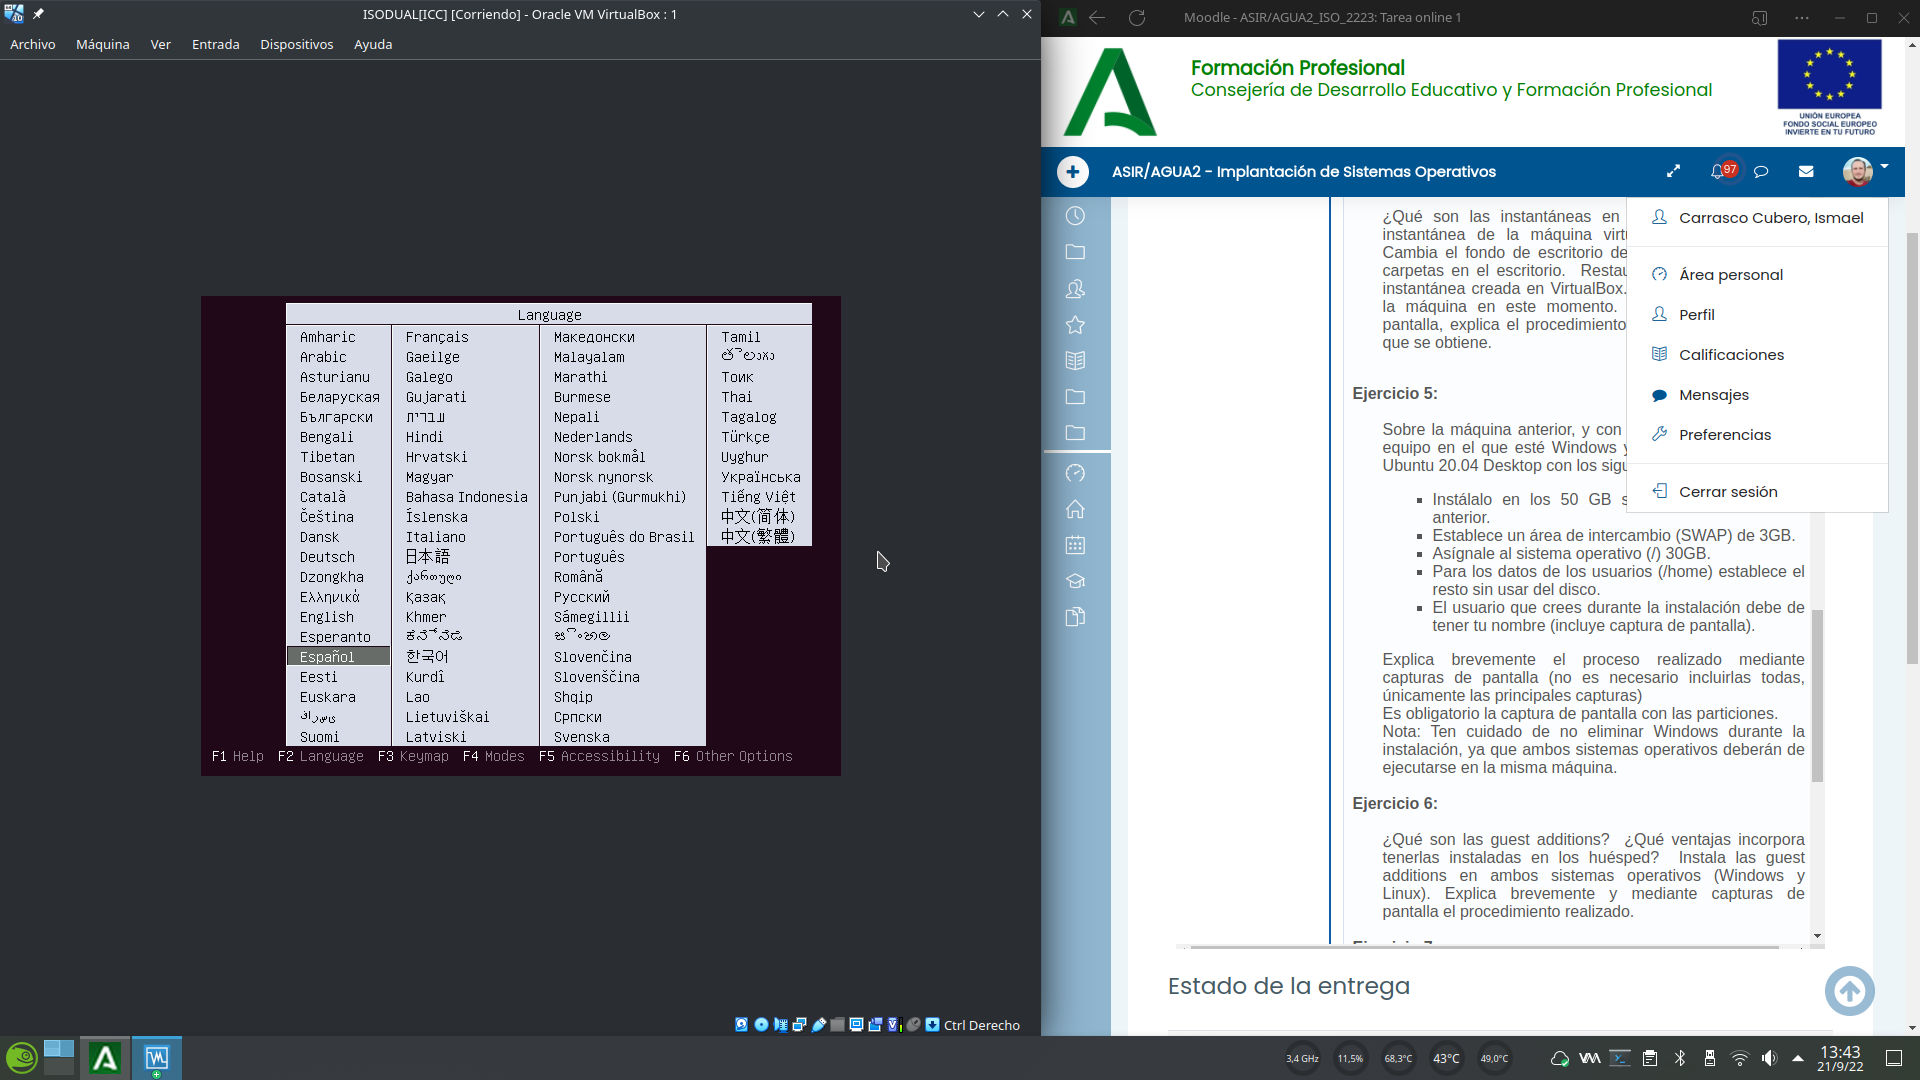 ISODUAL[ICC] [Corriendo] - Oracle VM VirtualBox : 1
Archivo Máquina Ver Entrada Dispositivos Ayuda
Language
Amharic
Arabic
Asturianu
Беларуская
Български
Bengali
Tibetan
Bosanski
Català
Čeština
Dansk
Deutsch
Dzongkha
Ελληνικά
English
Esperanto
Español
Eesti
Euskara
Suomi
Français
Gaeilge
Galego
Gujarati
עברית
Hindi
Hrvatski
Magyar
Bahasa Indonesia
Íslenska
Italiano
日本語
ქართული
Қазақ
Khmer
한국어
Kurdî
Lao
Lietuviškai
Latviski
Македонски
Malayalam
Marathi
Burmese
Nepali
Nederlands
Norsk bokmål
Norsk nynorsk
Punjabi (Gurmukhi)
Polski
Português do Brasil
Português
Română
Русский
Sámegillii
Slovenčina
Slovenščina
Shqip
Српски
Svenska
Tamil
Тоик
Thai
Tagalog
Türkçe
Uyghur
Українська
Tiếng Việt
中文(简体)
中文(繁體)
F1 Help F2 Language F3 Keymap F4 Modes F5 Accessibility F6 Other Options
Ctrl Derecho
Moodle - ASIR/AGUA2_ISO_2223: Tarea online 1
Formación Profesional
Consejería de Desarrollo Educativo y Formación Profesional
UNIÓN EUROPEA
FONDO SOCIAL EUROPEO
INVIERTE EN TU FUTURO
ASIR/AGUA2 - Implantación de Sistemas Operativos
97
Carrasco Cubero, Ismael
Área personal
Perfil
Calificaciones
Mensajes
Preferencias
Cerrar sesión
¿Qué son las instantáneas en
instantánea de la máquina virtu
Cambia el fondo de escritorio de
carpetas en el escritorio. Restau
instantánea creada en VirtualBox.
la máquina en este momento.
pantalla, explica el procedimiento
que se obtiene.
Ejercicio 5:
Sobre la máquina anterior, y con
equipo en el que esté Windows y
Ubuntu 20.04 Desktop con los sigu
Instálalo en los 50 GB s
anterior.
Establece un área de intercambio (SWAP) de 3GB.
Asígnale al sistema operativo (/) 30GB.
Para los datos de los usuarios (/home) establece el
resto sin usar del disco.
El usuario que crees durante la instalación debe de
tener tu nombre (incluye captura de pantalla).
Explica brevemente el proceso realizado mediante
capturas de pantalla (no es necesario incluirlas todas,
únicamente las principales capturas)
Es obligatorio la captura de pantalla con las particiones.
Nota: Ten cuidado de no eliminar Windows durante la
instalación, ya que ambos sistemas operativos deberán de
ejecutarse en la misma máquina.
Ejercicio 6:
¿Qué son las guest additions? ¿Qué ventajas incorpora
tenerlas instaladas en los huésped? Instala las guest
additions en ambos sistemas operativos (Windows y
Linux). Explica brevemente y mediante capturas de
pantalla el procedimiento realizado.
Estado de la entrega
3,4 GHz 11,5% 68,3°C 43°C 49,0°C
13:43
21/9/22